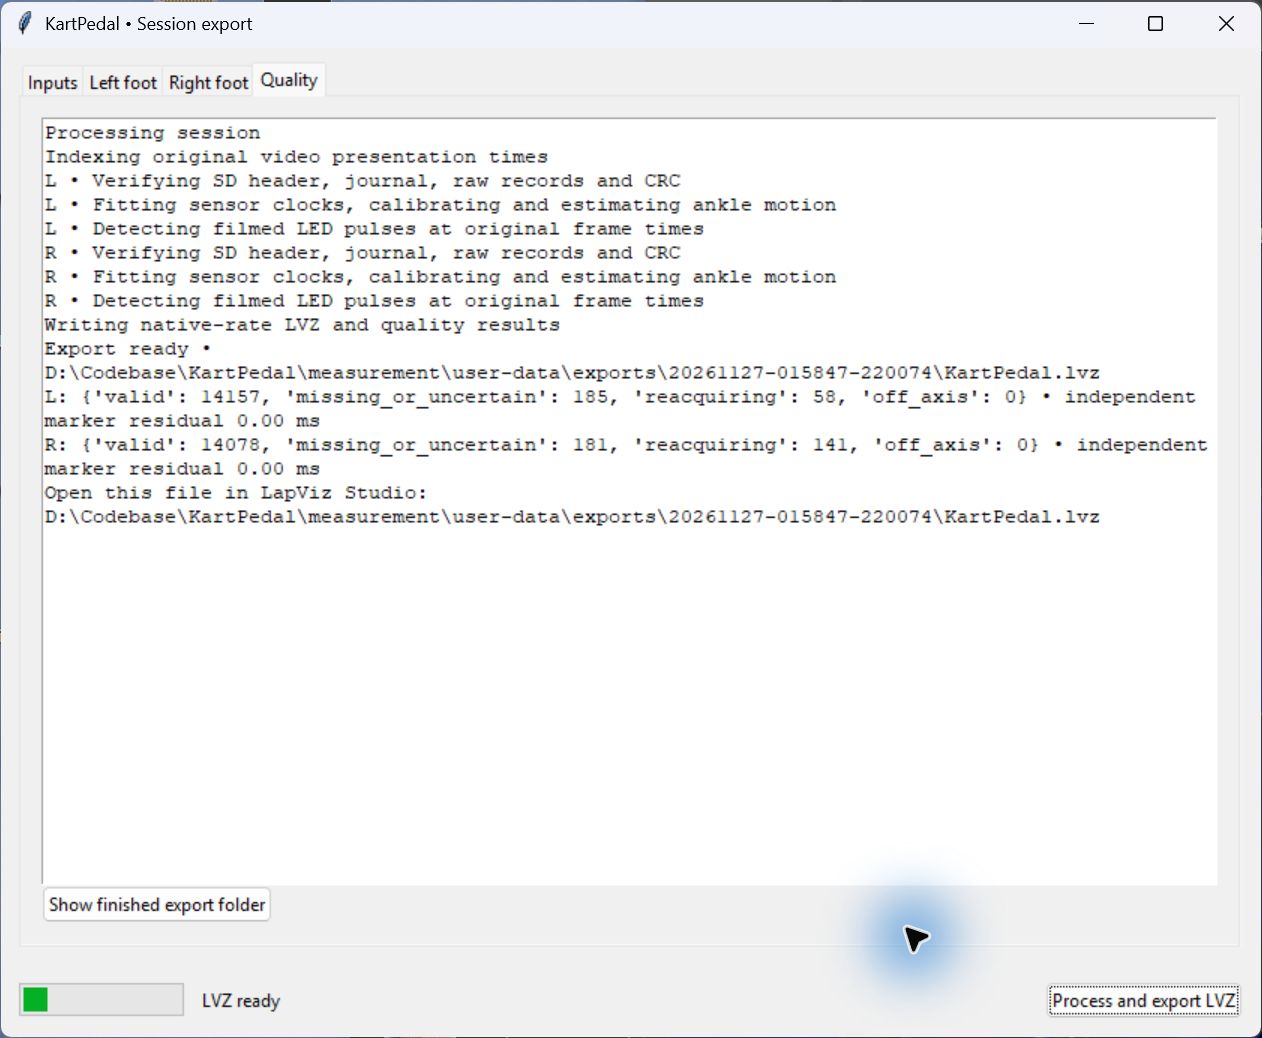 KartPedal • Session export
Inputs Left foot Right foot Quality
Processing session
Indexing original video presentation times
L • Verifying SD header, journal, raw records and CRC
L • Fitting sensor clocks, calibrating and estimating ankle motion
L • Detecting filmed LED pulses at original frame times
R • Verifying SD header, journal, raw records and CRC
R • Fitting sensor clocks, calibrating and estimating ankle motion
R • Detecting filmed LED pulses at original frame times
Writing native-rate LVZ and quality results
Export ready •
D:\Codebase\KartPedal\measurement\user-data\exports\20261127-015847-220074\KartPedal.lvz
L: {'valid': 14157, 'missing_or_uncertain': 185, 'reacquiring': 58, 'off_axis': 0} • independent
marker residual 0.00 ms
R: {'valid': 14078, 'missing_or_uncertain': 181, 'reacquiring': 141, 'off_axis': 0} • independent
marker residual 0.00 ms
Open this file in LapViz Studio:
D:\Codebase\KartPedal\measurement\user-data\exports\20261127-015847-220074\KartPedal.lvz
Show finished export folder
LVZ ready
Process and export LVZ